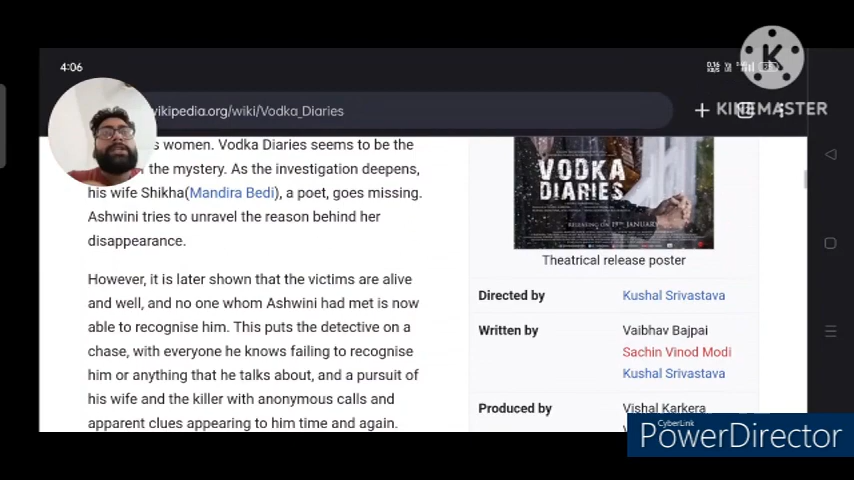 4:06
KINEMASTER
wikipedia.org/wiki/Vodka_Diaries
women. Vodka Diaries seems to be the
the mystery. As the investigation deepens,
his wife Shikha(Mandira Bedi), a poet, goes missing.
Ashwini tries to unravel the reason behind her
disappearance.
However, it is later shown that the victims are alive
and well, and no one whom Ashwini had met is now
able to recognise him. This puts the detective on a
chase, with everyone he knows failing to recognise
him or anything that he talks about, and a pursuit of
his wife and the killer with anonymous calls and
apparent clues appearing to him time and again.
VODKA
DIARIES
RELEASING ON 19TH JANUARY
Theatrical release poster
Directed by Kushal Srivastava
Written by Vaibhav Bajpai
Sachin Vinod Modi
Kushal Srivastava
Produced by Vishal Karkera
CyberLink
PowerDirector